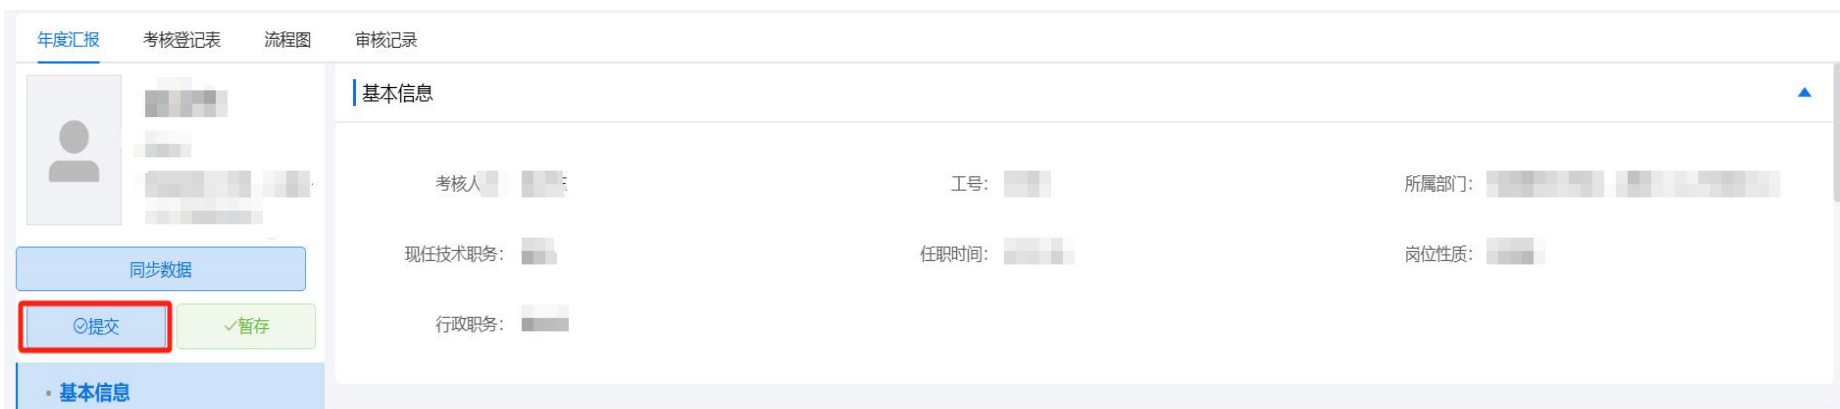 年度汇报 考核登记表 流程图 审核记录
基本信息
考核人
工号：
所属部门：
现任技术职务：
任职时间：
岗位性质：
行政职务：
同步数据
提交
暂存
基本信息